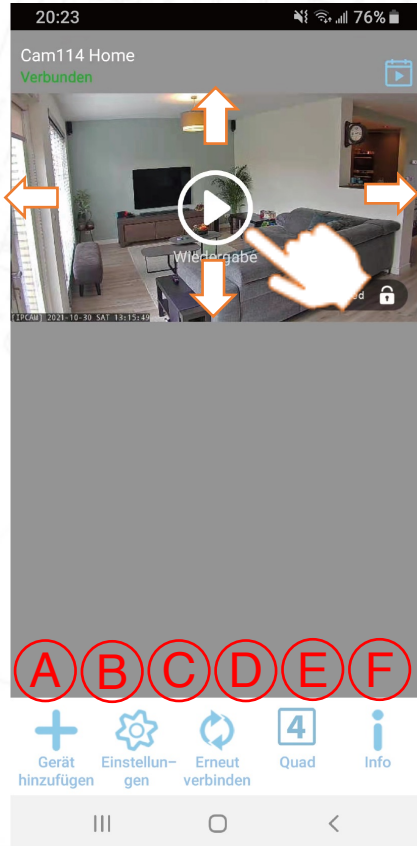 20:23
76%
Cam114 Home
Verbunden
Wiedergabe
[IPCAM] 2021-10-30 SAT 13:15:49
ed
A B C D E F
4
Gerät hinzufügen
Einstellun-
gen
Erneut verbinden
Quad
Info